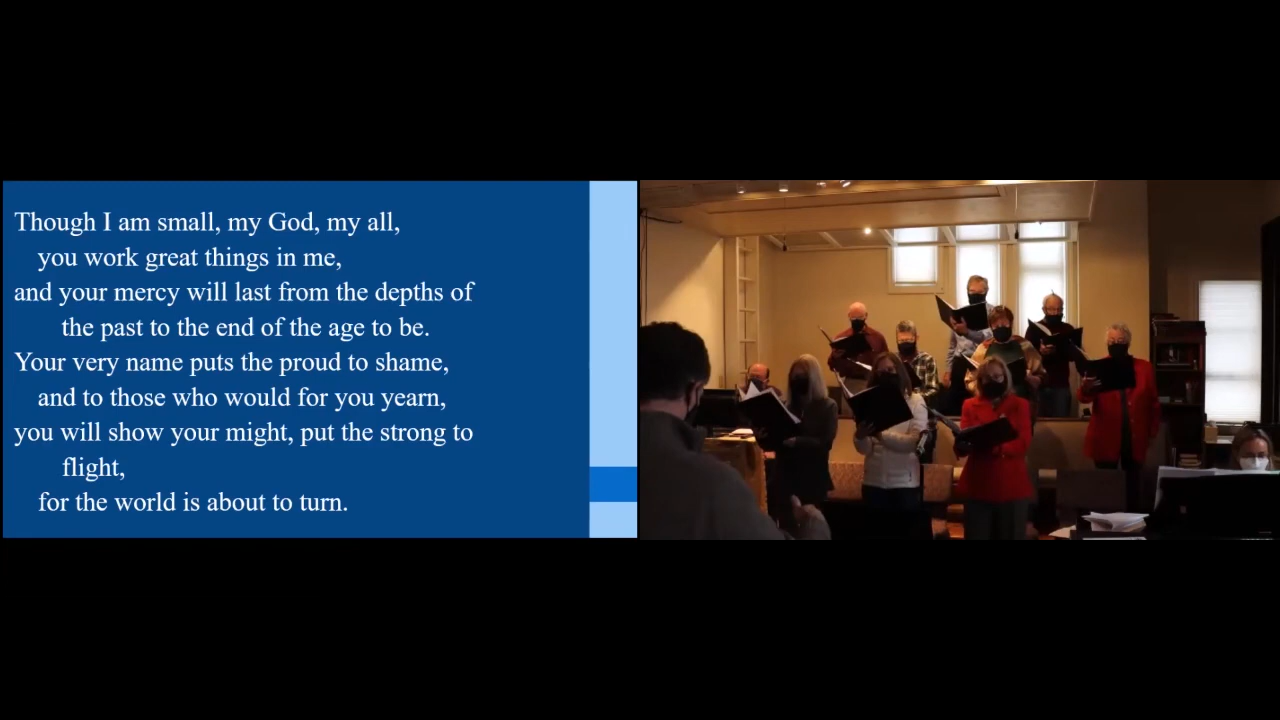 Though I am small, my God, my all,
you work great things in me,
and your mercy will last from the depths of
the past to the end of the age to be.
Your very name puts the proud to shame,
and to those who would for you yearn,
you will show your might, put the strong to
flight,
for the world is about to turn.